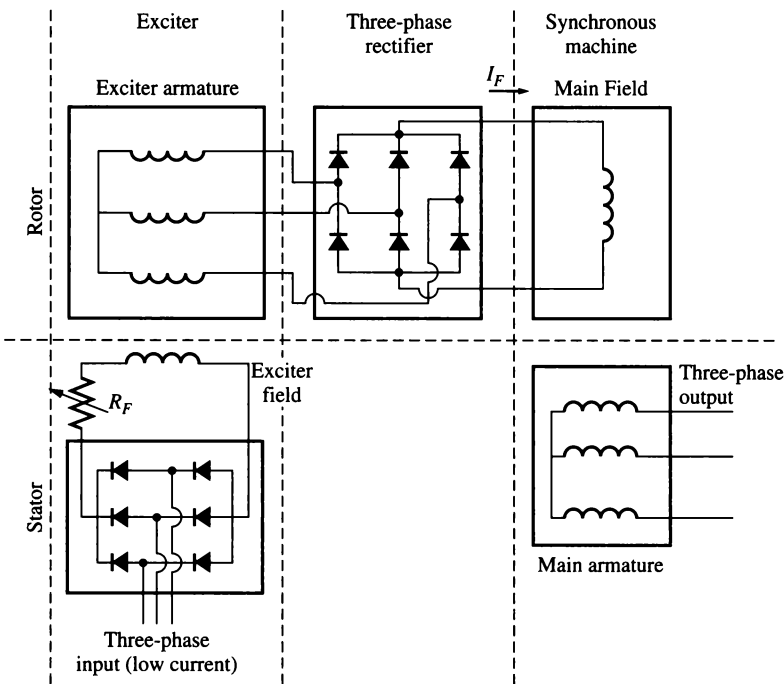 Exciter
Three-phase
rectifier
Synchronous
machine
Exciter armature
I_F
Main Field
Rotor
Exciter
field
R_F
Three-phase
output
Stator
Main armature
Three-phase
input (low current)